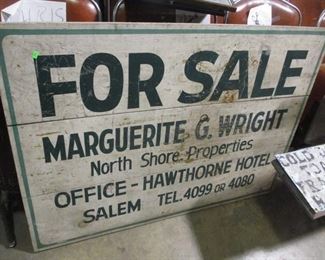 FOR SALE
MARGUERITE G. WRIGHT
North Shore Properties
OFFICE - HAWTHORNE HOTEL
SALEM TEL. 4099 OR 4080